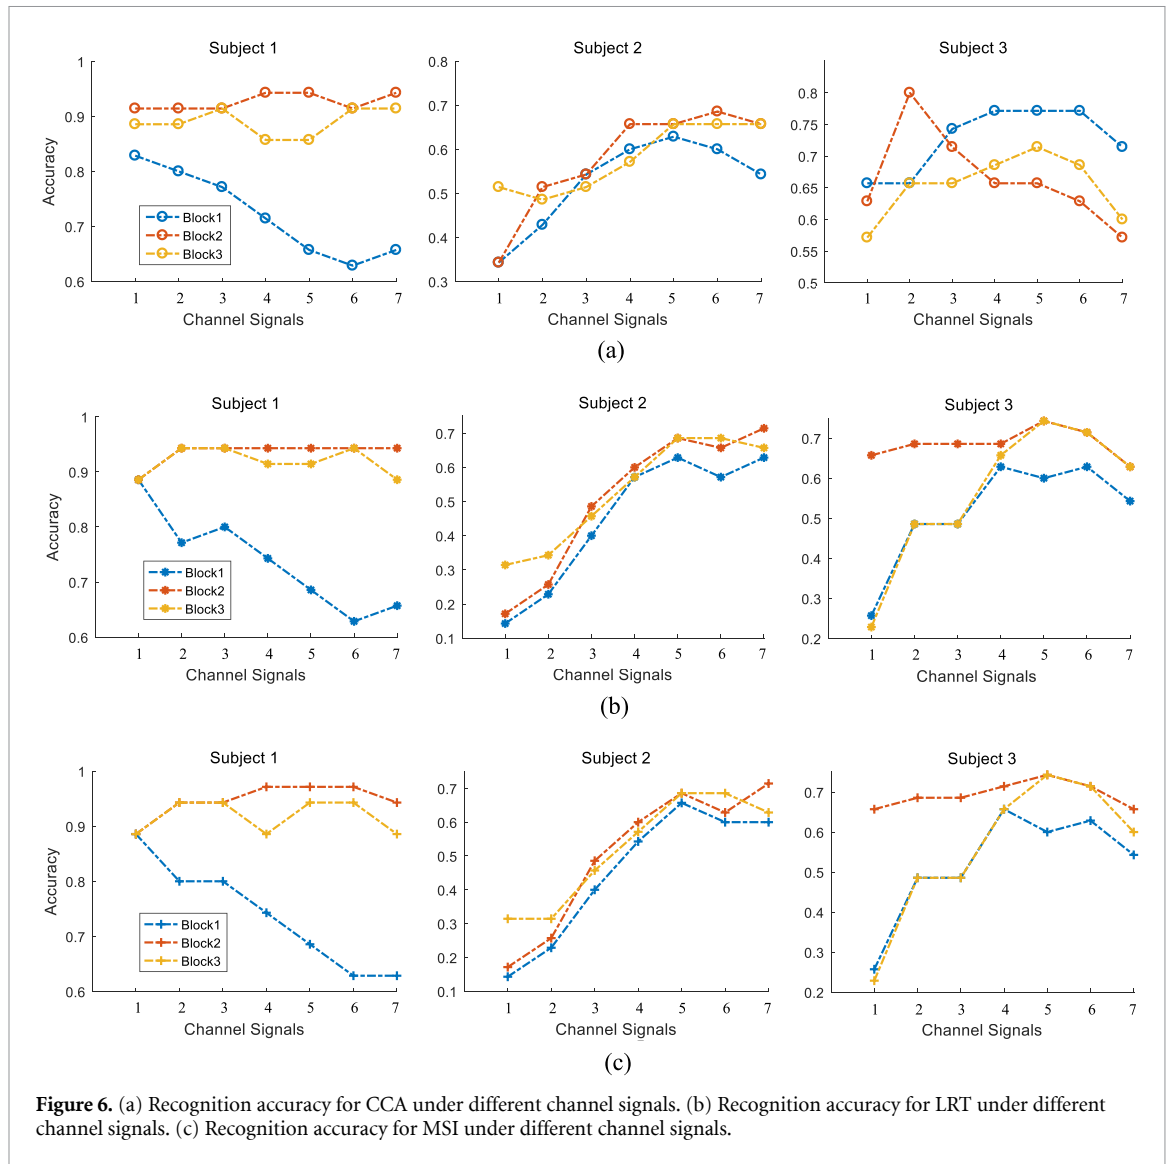 Subject 1
Subject 2
Subject 3
1
0.9
0.8
0.7
0.6
Accuracy
Block1
Block2
Block3
1 2 3 4 5 6 7
Channel Signals
0.8
0.7
0.6
0.5
0.4
0.3
1 2 3 4 5 6 7
Channel Signals
0.8
0.75
0.7
0.65
0.6
0.55
0.5
1 2 3 4 5 6 7
Channel Signals
(a)
Subject 1
Subject 2
Subject 3
1
0.9
0.8
0.7
0.6
Accuracy
Block1
Block2
Block3
1 2 3 4 5 6 7
Channel Signals
0.7
0.6
0.5
0.4
0.3
0.2
0.1
1 2 3 4 5 6 7
Channel Signals
0.7
0.6
0.5
0.4
0.3
0.2
1 2 3 4 5 6 7
Channel Signals
(b)
Subject 1
Subject 2
Subject 3
1
0.9
0.8
0.7
0.6
Accuracy
Block1
Block2
Block3
1 2 3 4 5 6 7
Channel Signals
0.7
0.6
0.5
0.4
0.3
0.2
0.1
1 2 3 4 5 6 7
Channel Signals
0.7
0.6
0.5
0.4
0.3
0.2
1 2 3 4 5 6 7
Channel Signals
(c)
Figure 6. (a) Recognition accuracy for CCA under different channel signals. (b) Recognition accuracy for LRT under different
channel signals. (c) Recognition accuracy for MSI under different channel signals.